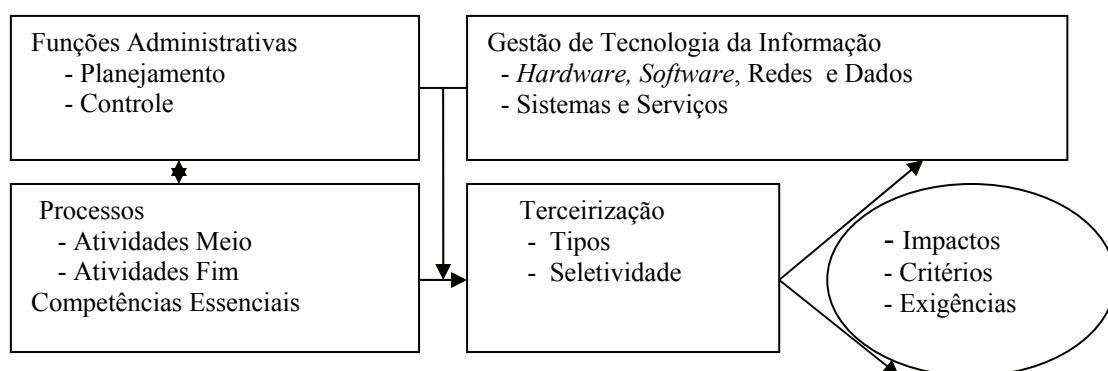 Funções Administrativas
- Planejamento
- Controle
Gestão de Tecnologia da Informação
- Hardware, Software, Redes e Dados
- Sistemas e Serviços
Processos
- Atividades Meio
- Atividades Fim
Competências Essenciais
Terceirização
- Tipos
- Seletividade
- Impactos
- Critérios
- Exigências